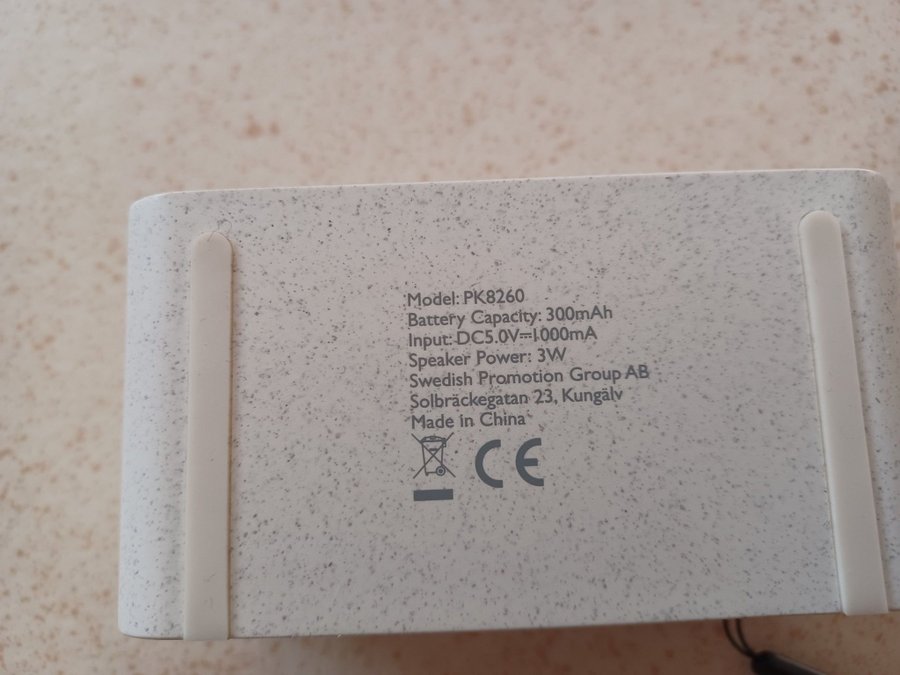 Model: PK8260
Battery Capacity: 300mAh
Input: DC5.0V⎓1000mA
Speaker Power: 3W
Swedish Promotion Group AB
Solbräckegatan 23, Kungälv
Made in China
CE